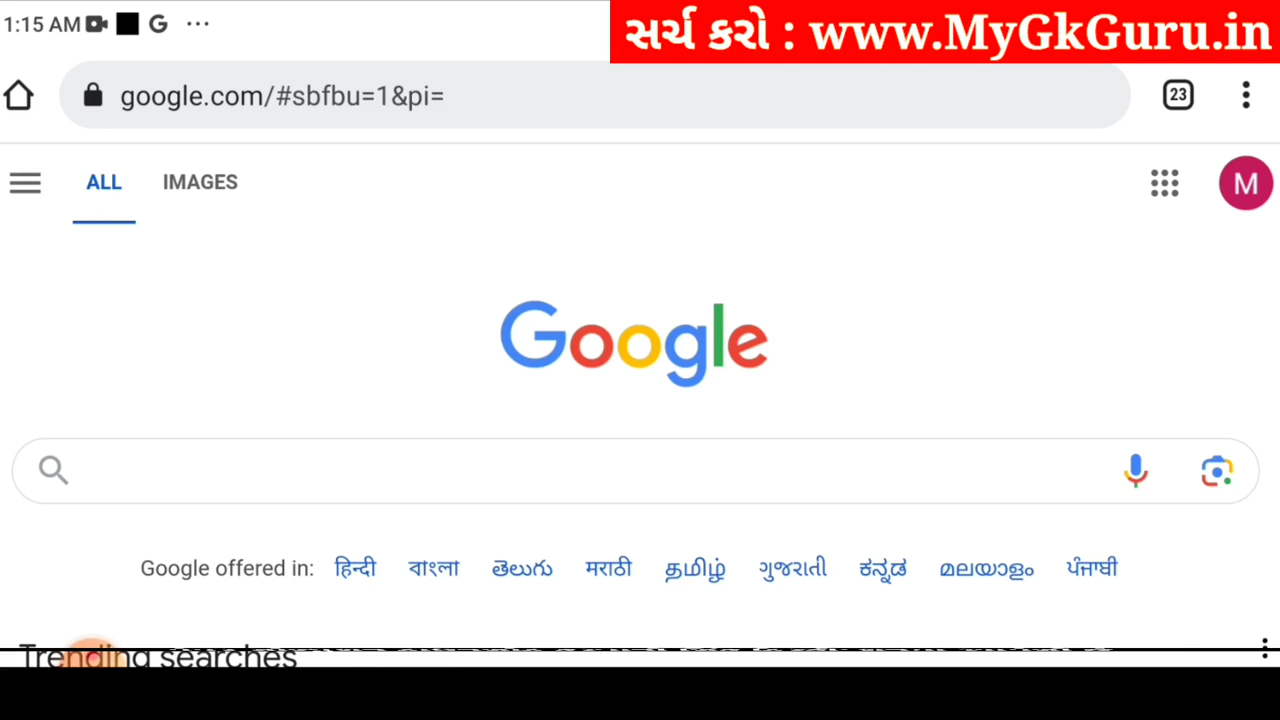 1:15 AM
સર્ચ કરો : www.MyGkGuru.in
google.com/#sbfbu=1&pi=
23
ALL IMAGES
M
Google
Google offered in: हिन्दी বাংলা తెలుగు मराठी தமிழ் ગુજરાતી ಕನ್ನಡ മലയാളം ਪੰਜਾਬੀ
Trending searches